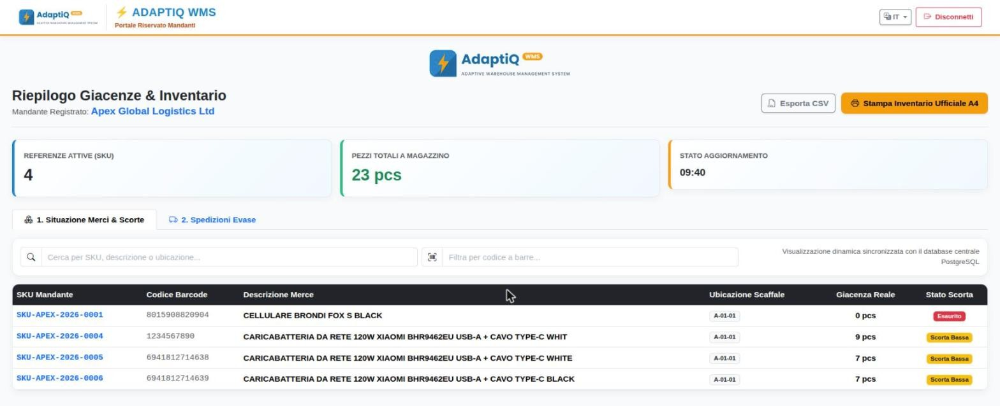 AdaptiQ WMS
ADAPTIVE WAREHOUSE MANAGEMENT SYSTEM
⚡ ADAPTIQ WMS
Portale Riservato Mandanti
IT
Disconnetti
AdaptiQ WMS
ADAPTIVE WAREHOUSE MANAGEMENT SYSTEM
Riepilogo Giacenze & Inventario
Mandante Registrato: Apex Global Logistics Ltd
Esporta CSV
Stampa Inventario Ufficiale A4
REFERENZE ATTIVE (SKU)
4
PEZZI TOTALI A MAGAZZINO
23 pcs
STATO AGGIORNAMENTO
09:40
1. Situazione Merci & Scorte
2. Spedizioni Evase
Cerca per SKU, descrizione o ubicazione...
Filtra per codice a barre...
Visualizzazione dinamica sincronizzata con il database centrale
PostgreSQL
SKU Mandante Codice Barcode Descrizione Merce Ubicazione Scaffale Giacenza Reale Stato Scorta
SKU-APEX-2026-0001 8015908820904 CELLULARE BRONDI FOX S BLACK A-01-01 0 pcs Esaurito
SKU-APEX-2026-0004 1234567890 CARICABATTERIA DA RETE 120W XIAOMI BHR9462EU USB-A + CAVO TYPE-C WHIT A-01-01 9 pcs Scorta Bassa
SKU-APEX-2026-0005 6941812714638 CARICABATTERIA DA RETE 120W XIAOMI BHR9462EU USB-A + CAVO TYPE-C WHITE A-01-01 7 pcs Scorta Bassa
SKU-APEX-2026-0006 6941812714639 CARICABATTERIA DA RETE 120W XIAOMI BHR9462EU USB-A + CAVO TYPE-C BLACK A-01-01 7 pcs Scorta Bassa